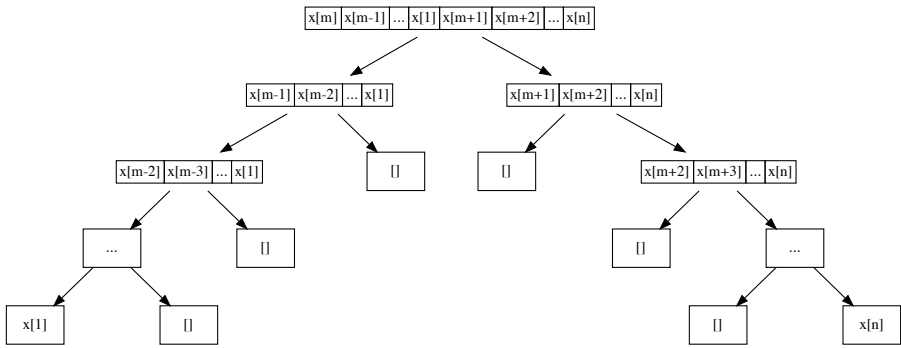 x[m] x[m-1] ... x[1] x[m+1] x[m+2] ... x[n]
x[m-1] x[m-2] ... x[1]
x[m+1] x[m+2] ... x[n]
x[m-2] x[m-3] ... x[1]
[]
[]
x[m+2] x[m+3] ... x[n]
...
[]
[]
...
x[1]
[]
[]
x[n]